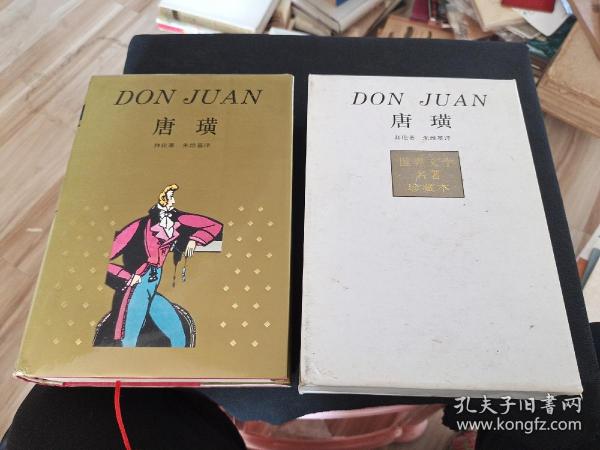 DON JUAN
唐璜
拜伦著 朱维基译
DON JUAN
唐璜
拜伦著 朱维基译
世界文学
名著
珍藏本
孔夫子旧书网
www.kongfz.com